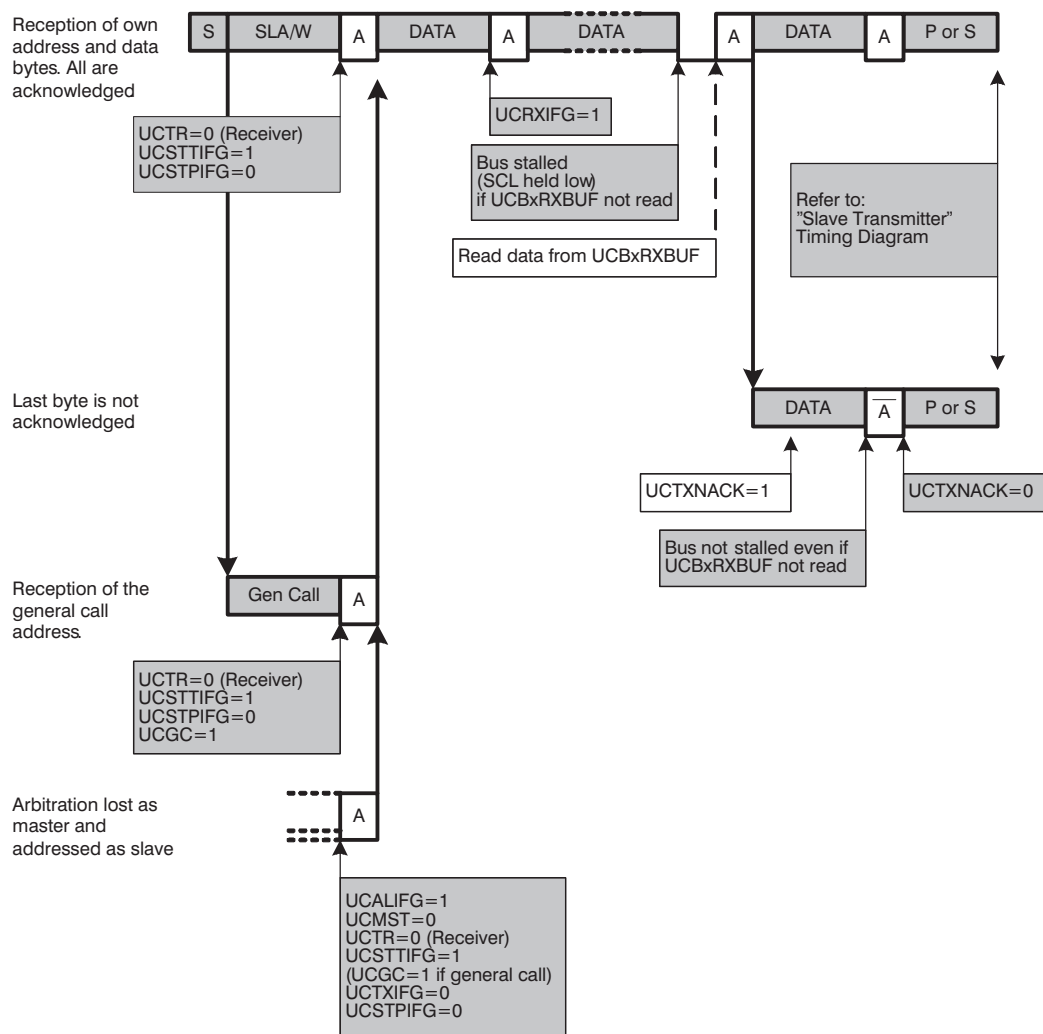 Reception of own
address and data
bytes. All are
acknowledged
S SLA/W A DATA A DATA A DATA A P or S
UCTR=0 (Receiver)
UCSTTIFG=1
UCSTPIFG=0
UCRXIFG=1
Bus stalled
(SCL held low)
if UCBxRXBUF not read
Read data from UCBxRXBUF
Refer to:
"Slave Transmitter"
Timing Diagram
Last byte is not
acknowledged
DATA A̅ P or S
UCTXNACK=1
UCTXNACK=0
Bus not stalled even if
UCBxRXBUF not read
Reception of the
general call
address.
Gen Call A
UCTR=0 (Receiver)
UCSTTIFG=1
UCSTPIFG=0
UCGC=1
Arbitration lost as
master and
addressed as slave
A
UCALIFG=1
UCMST=0
UCTR=0 (Receiver)
UCSTTIFG=1
(UCGC=1 if general call)
UCTXIFG=0
UCSTPIFG=0